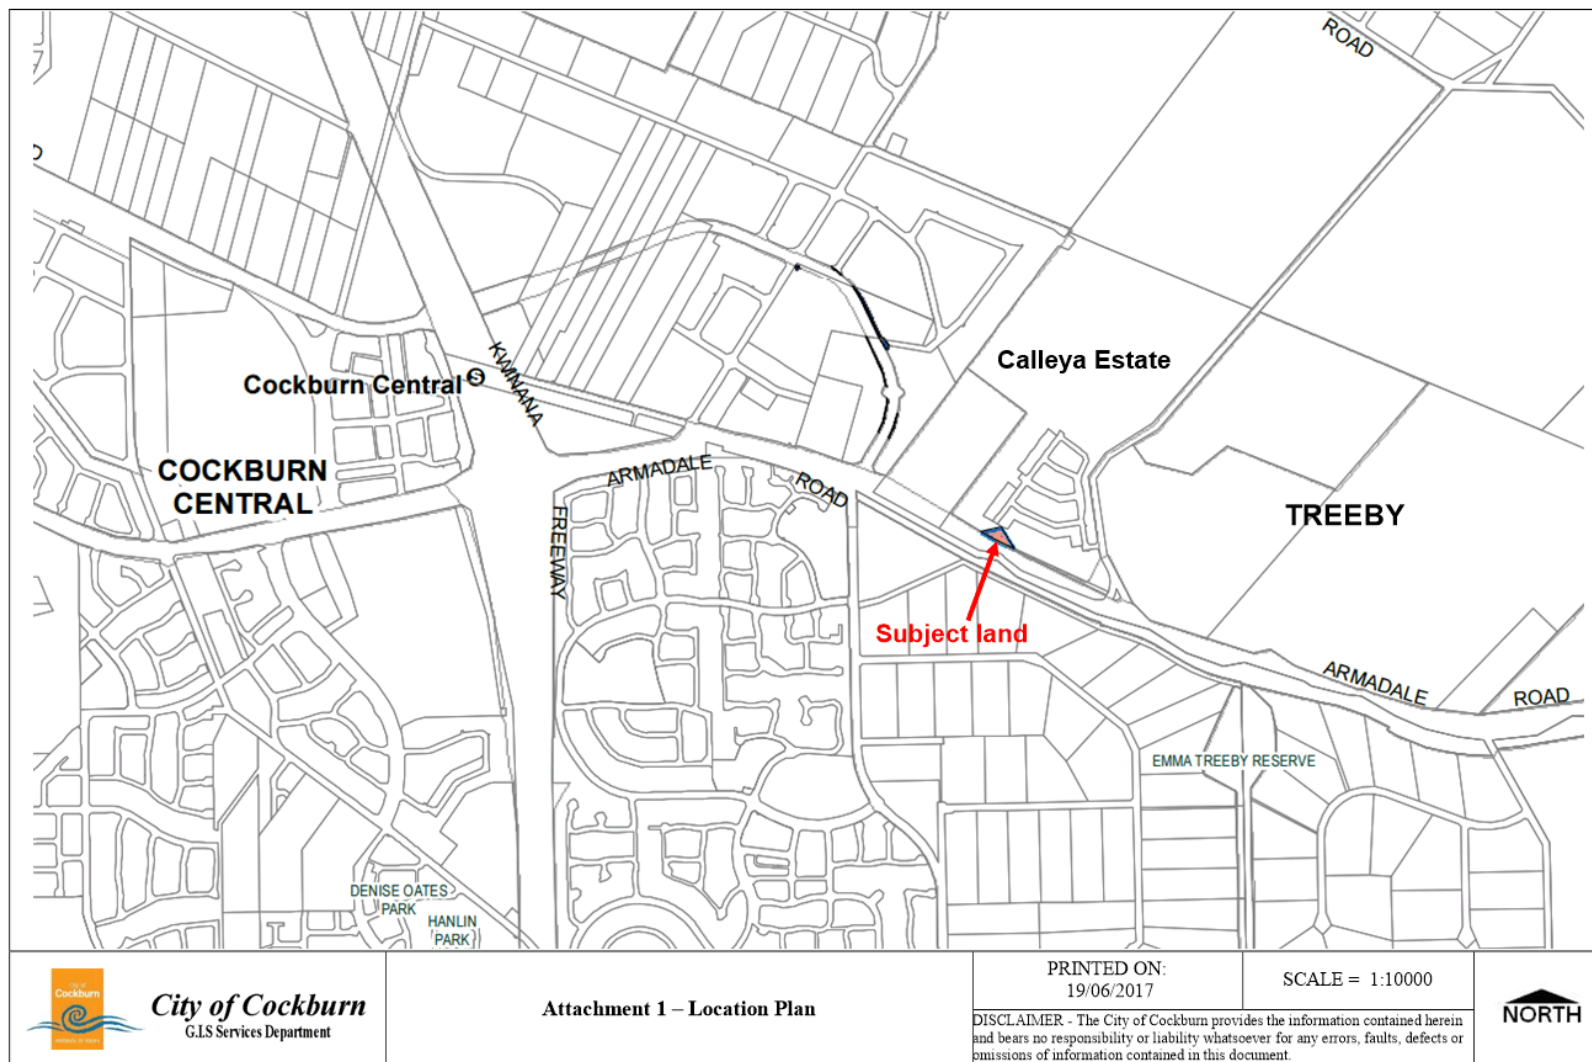 ROAD
Calleya Estate
Cockburn Central
S
KWINANA
COCKBURN
CENTRAL
ARMADALE
ROAD
TREEBY
FREEWAY
Subject land
ARMADALE
ROAD
EMMA TREEBY RESERVE
DENISE OATES
PARK
HANLIN
PARK
City of
Cockburn
City of Cockburn
G.I.S Services Department
Attachment 1 – Location Plan
PRINTED ON:
19/06/2017
SCALE = 1:10000
DISCLAIMER - The City of Cockburn provides the information contained herein
and bears no responsibility or liability whatsoever for any errors, faults, defects or
omissions of information contained in this document.
NORTH